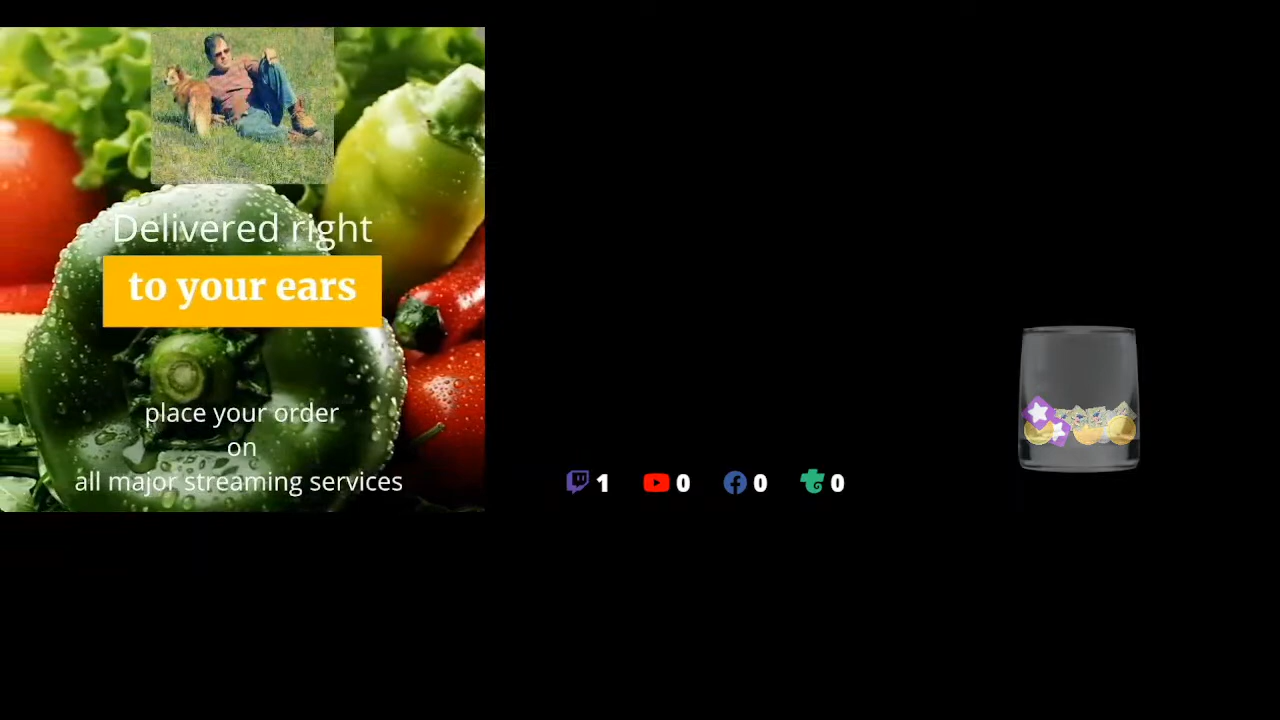 Delivered right
to your ears
place your order
on
all major streaming services
1 0 0 0